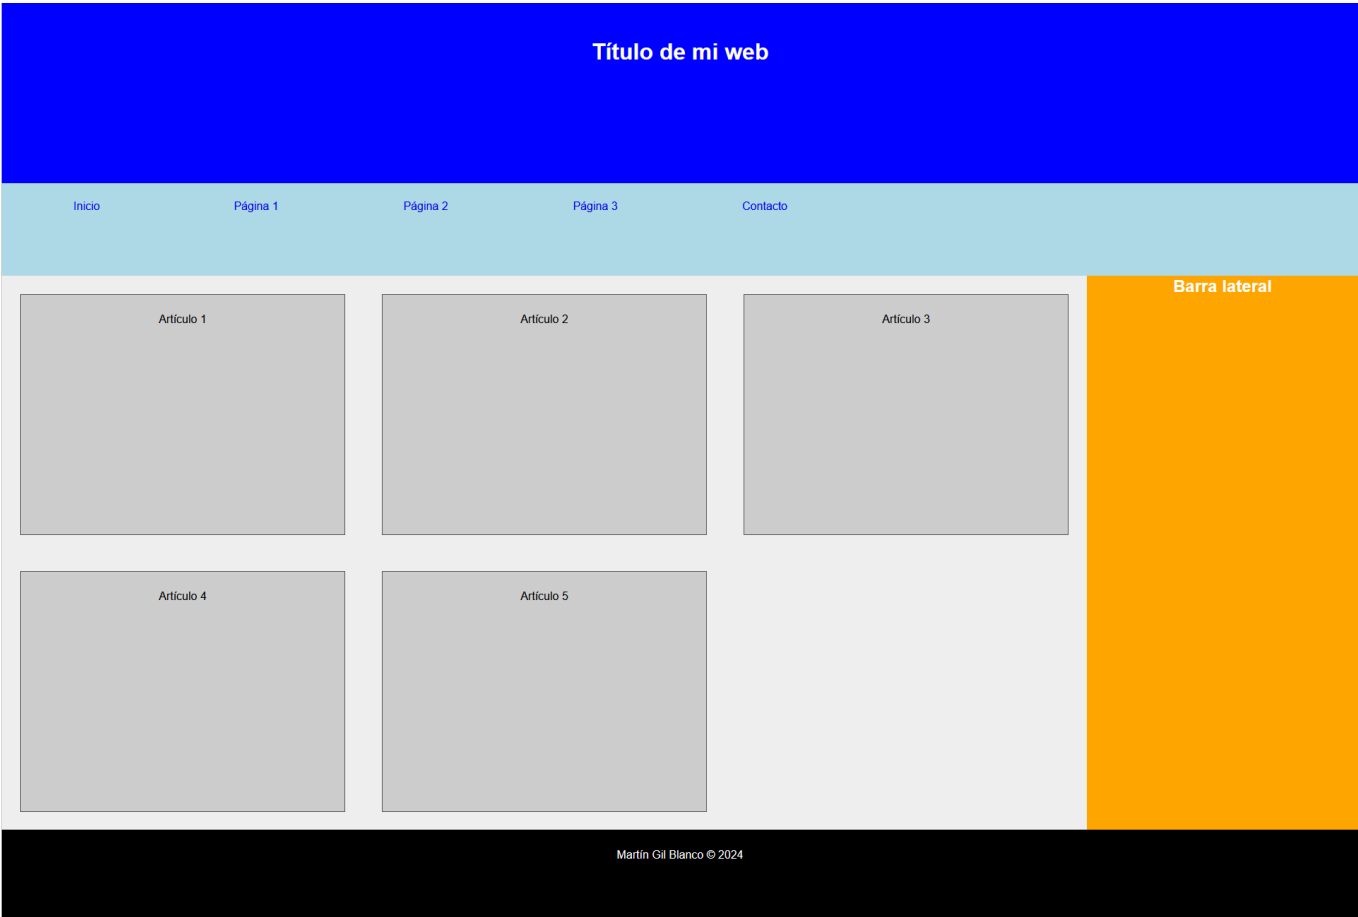 Título de mi web
Inicio Página 1 Página 2 Página 3 Contacto
Barra lateral
Artículo 1 Artículo 2 Artículo 3
Artículo 4 Artículo 5
Martín Gil Blanco © 2024